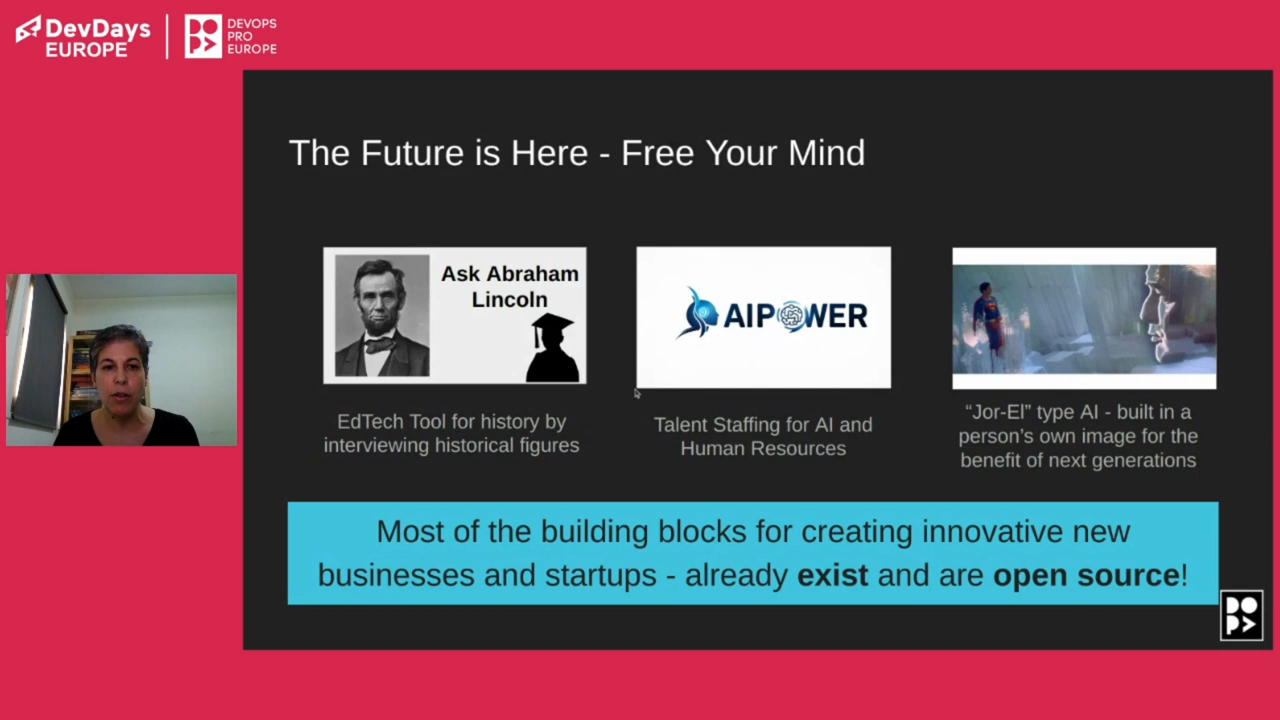 DevDays
EUROPE
DEVOPS
PRO
EUROPE
The Future is Here - Free Your Mind
Ask Abraham
Lincoln
AIPOWER
EdTech Tool for history by
interviewing historical figures
Talent Staffing for AI and
Human Resources
“Jor-El” type AI - built in a
person’s own image for the
benefit of next generations
Most of the building blocks for creating innovative new
businesses and startups - already exist and are open source!